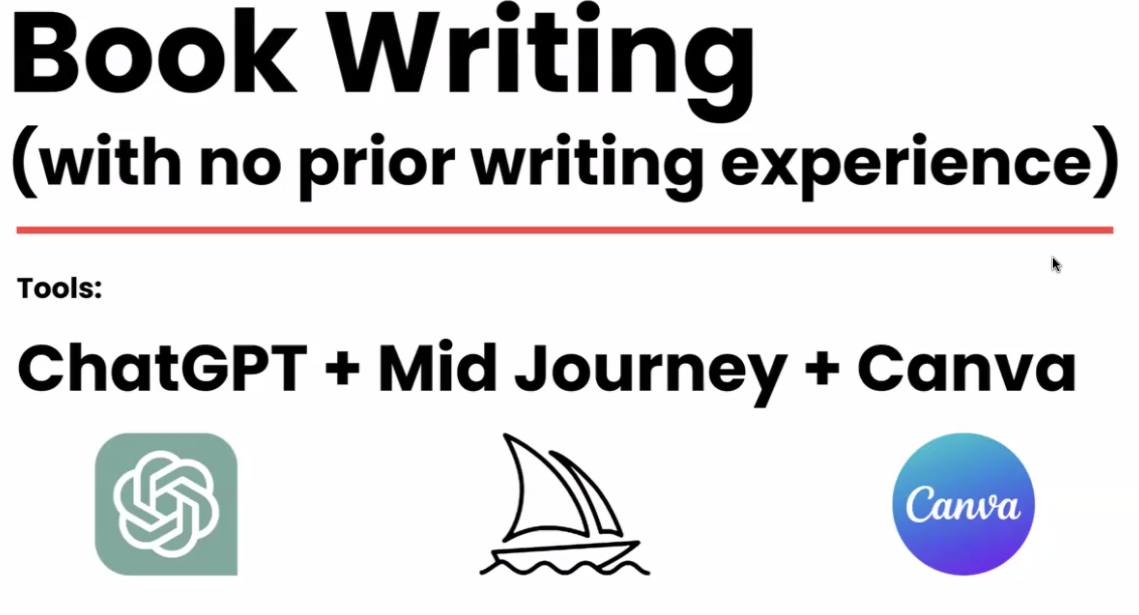 Book Writing
(with no prior writing experience)
Tools:
ChatGPT + Mid Journey + Canva
Canva